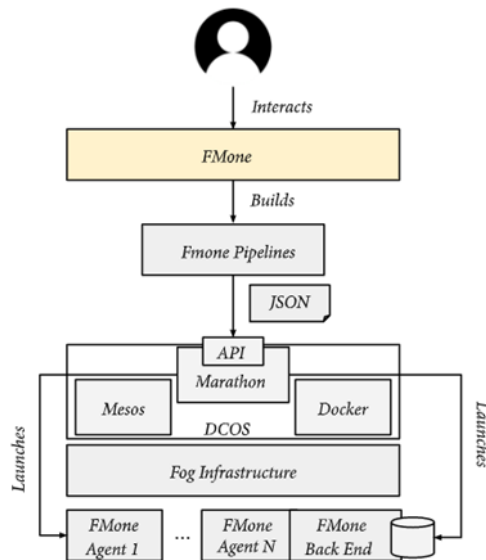 Interacts
FMone
Builds
Fmone Pipelines
JSON
API
Marathon
Mesos
Docker
DCOS
Launches
Launches
Fog Infrastructure
FMone
Agent 1
...
FMone
Agent N
FMone
Back End